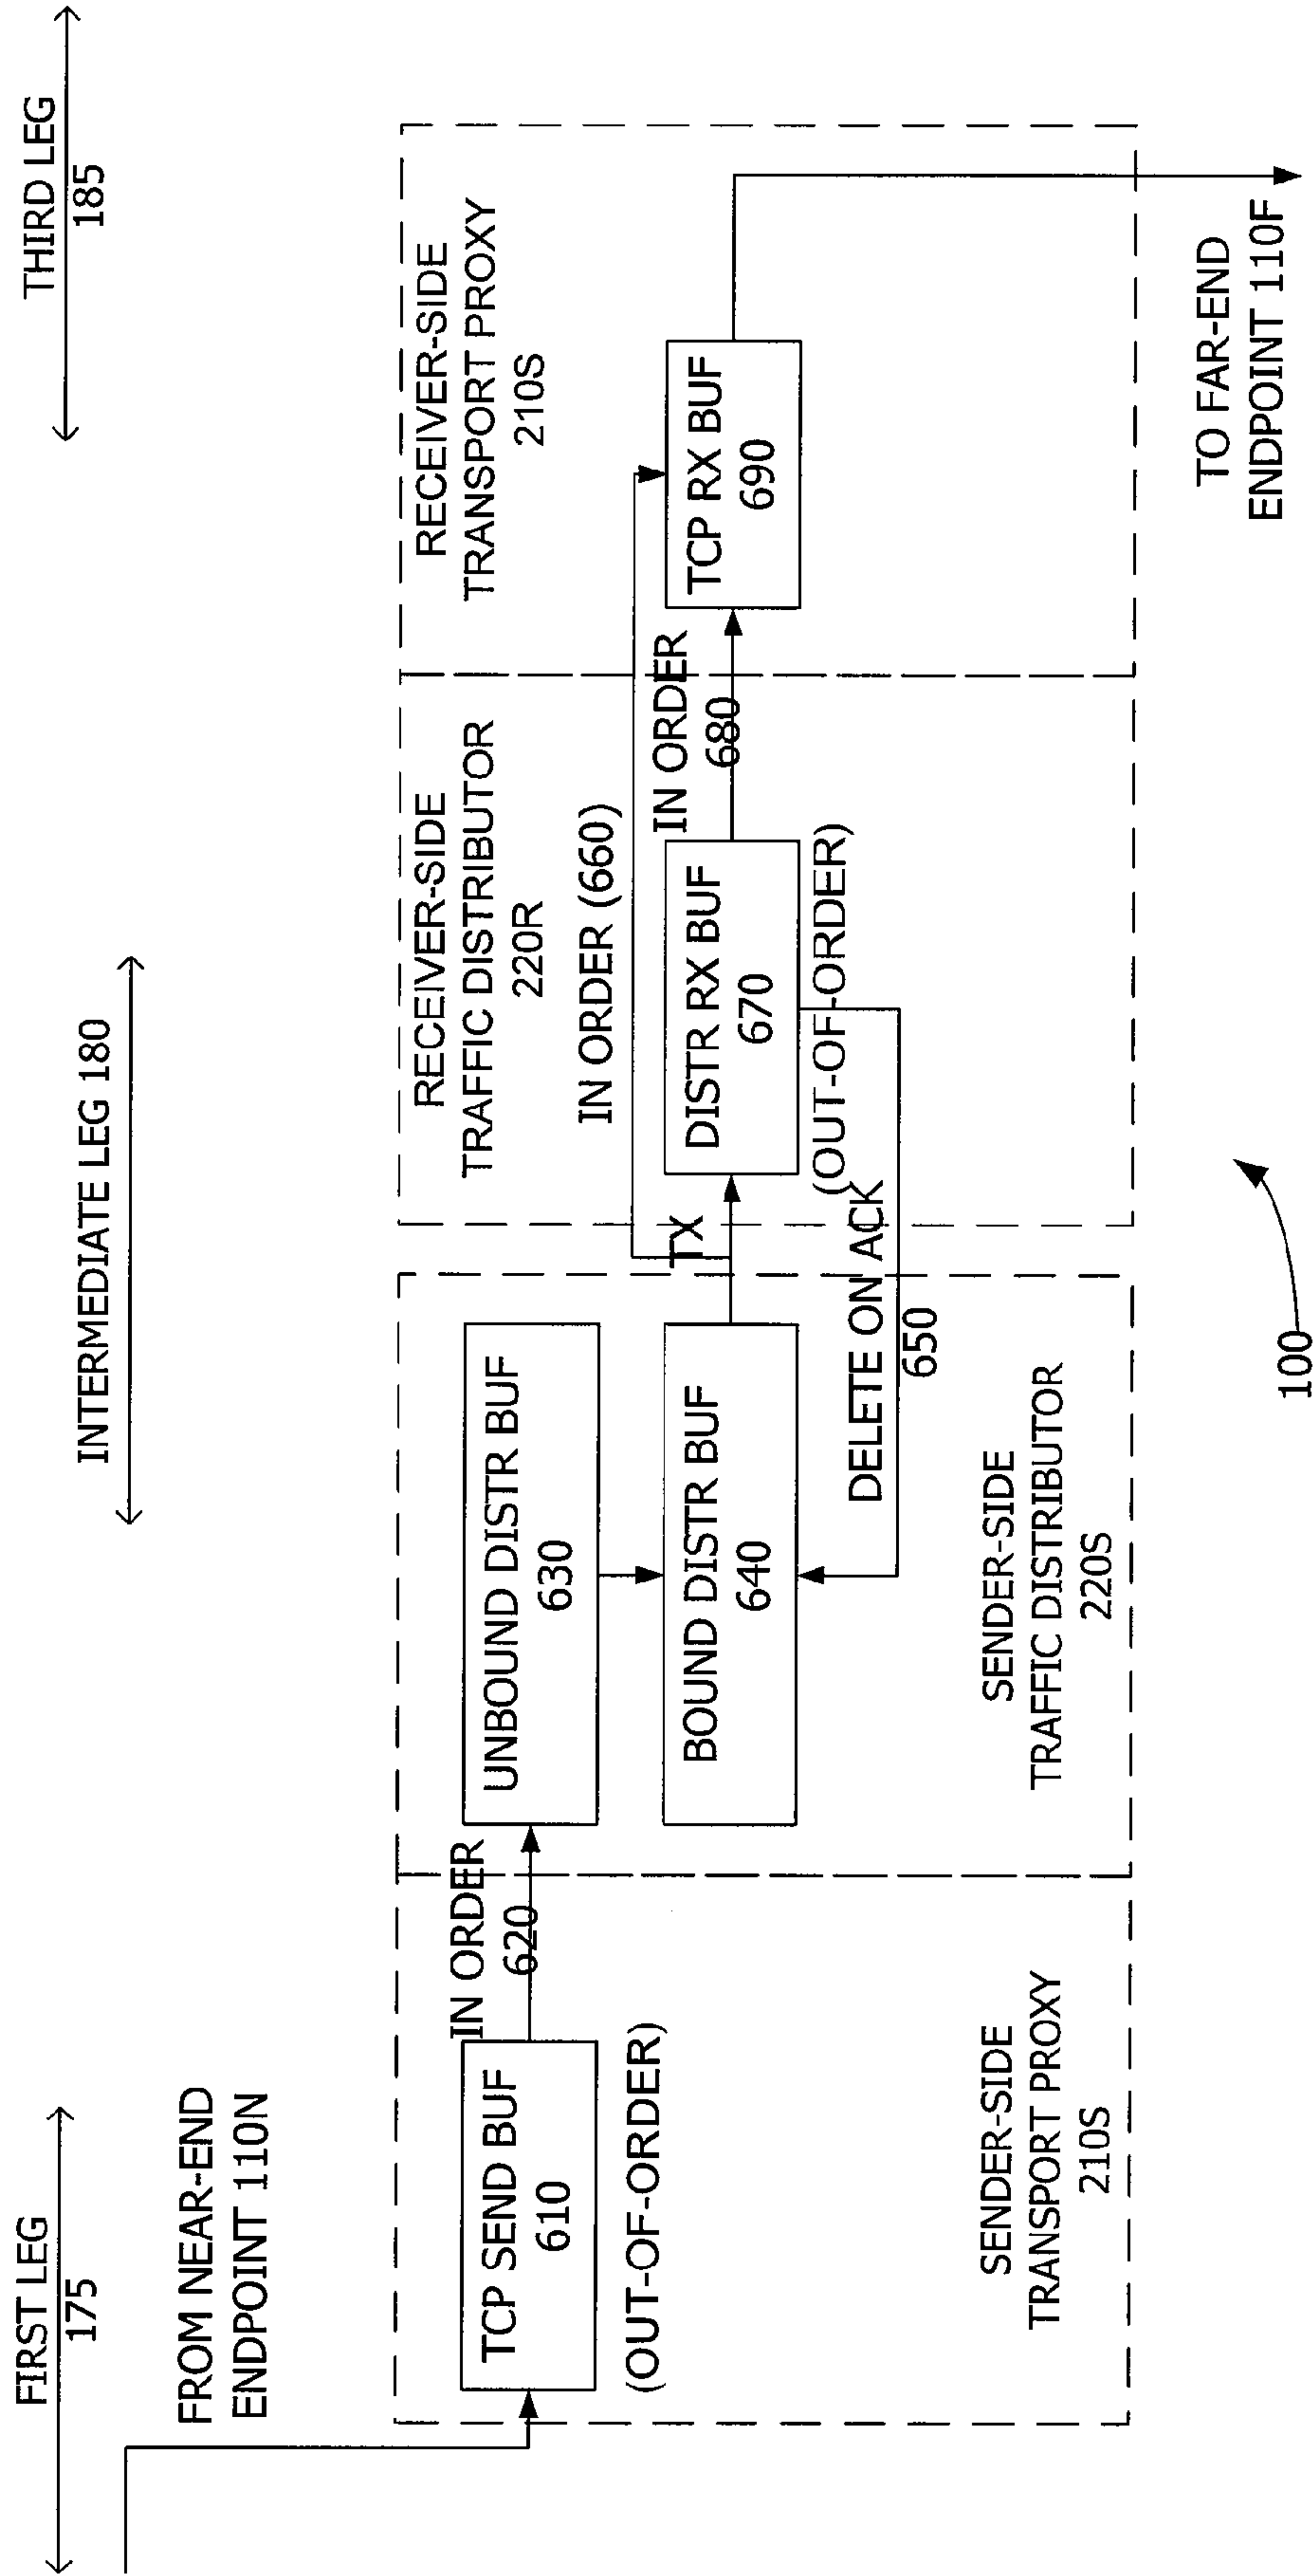 FIRST LEG
175
INTERMEDIATE LEG 180
THIRD LEG
185
FROM NEAR-END
ENDPOINT 110N
TCP SEND BUF
610
(OUT-OF-ORDER)
SENDER-SIDE
TRANSPORT PROXY
210S
IN ORDER
620
UNBOUND DISTR BUF
630
BOUND DISTR BUF
640
DELETE ON ACK
650
SENDER-SIDE
TRAFFIC DISTRIBUTOR
220S
TX
RECEIVER-SIDE
TRAFFIC DISTRIBUTOR
220R
IN ORDER (660)
DISTR RX BUF
670
(OUT-OF-ORDER)
IN ORDER
680
RECEIVER-SIDE
TRANSPORT PROXY
210S
TCP RX BUF
690
TO FAR-END
ENDPOINT 110F
100